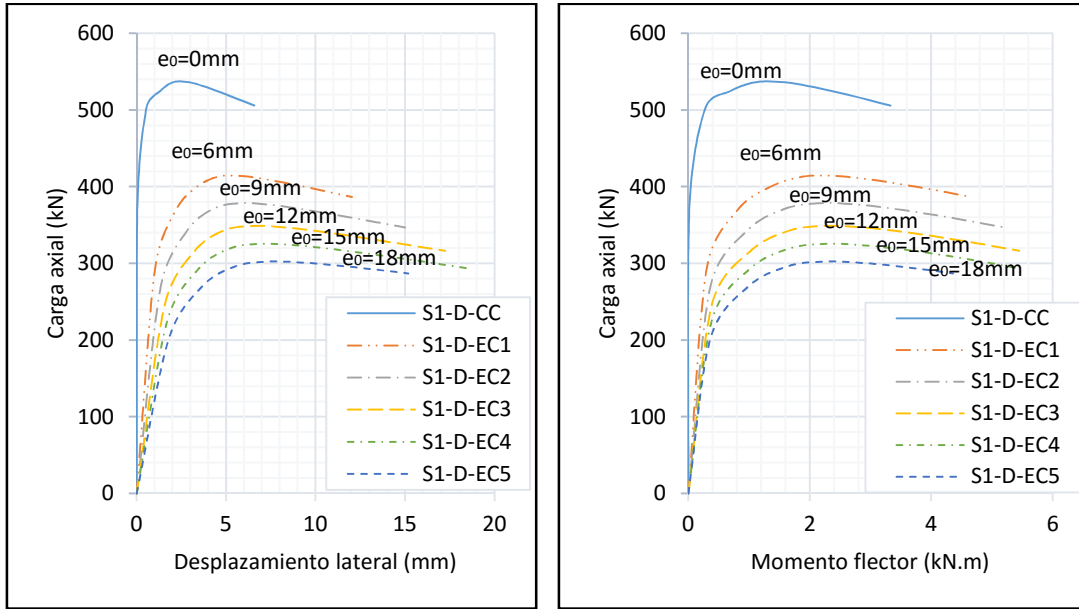 600
500
400
300
200
100
0
Carga axial (kN)
e0=0mm
e0=6mm
e0=9mm
e0=12mm
e0=15mm
e0=18mm
S1-D-CC
S1-D-EC1
S1-D-EC2
S1-D-EC3
S1-D-EC4
S1-D-EC5
0 5 10 15 20
Desplazamiento lateral (mm)
600
500
400
300
200
100
0
Carga axial (kN)
e0=0mm
e0=6mm
e0=9mm
e0=12mm
e0=15mm
e0=18mm
S1-D-CC
S1-D-EC1
S1-D-EC2
S1-D-EC3
S1-D-EC4
S1-D-EC5
0 2 4 6
Momento flector (kN.m)